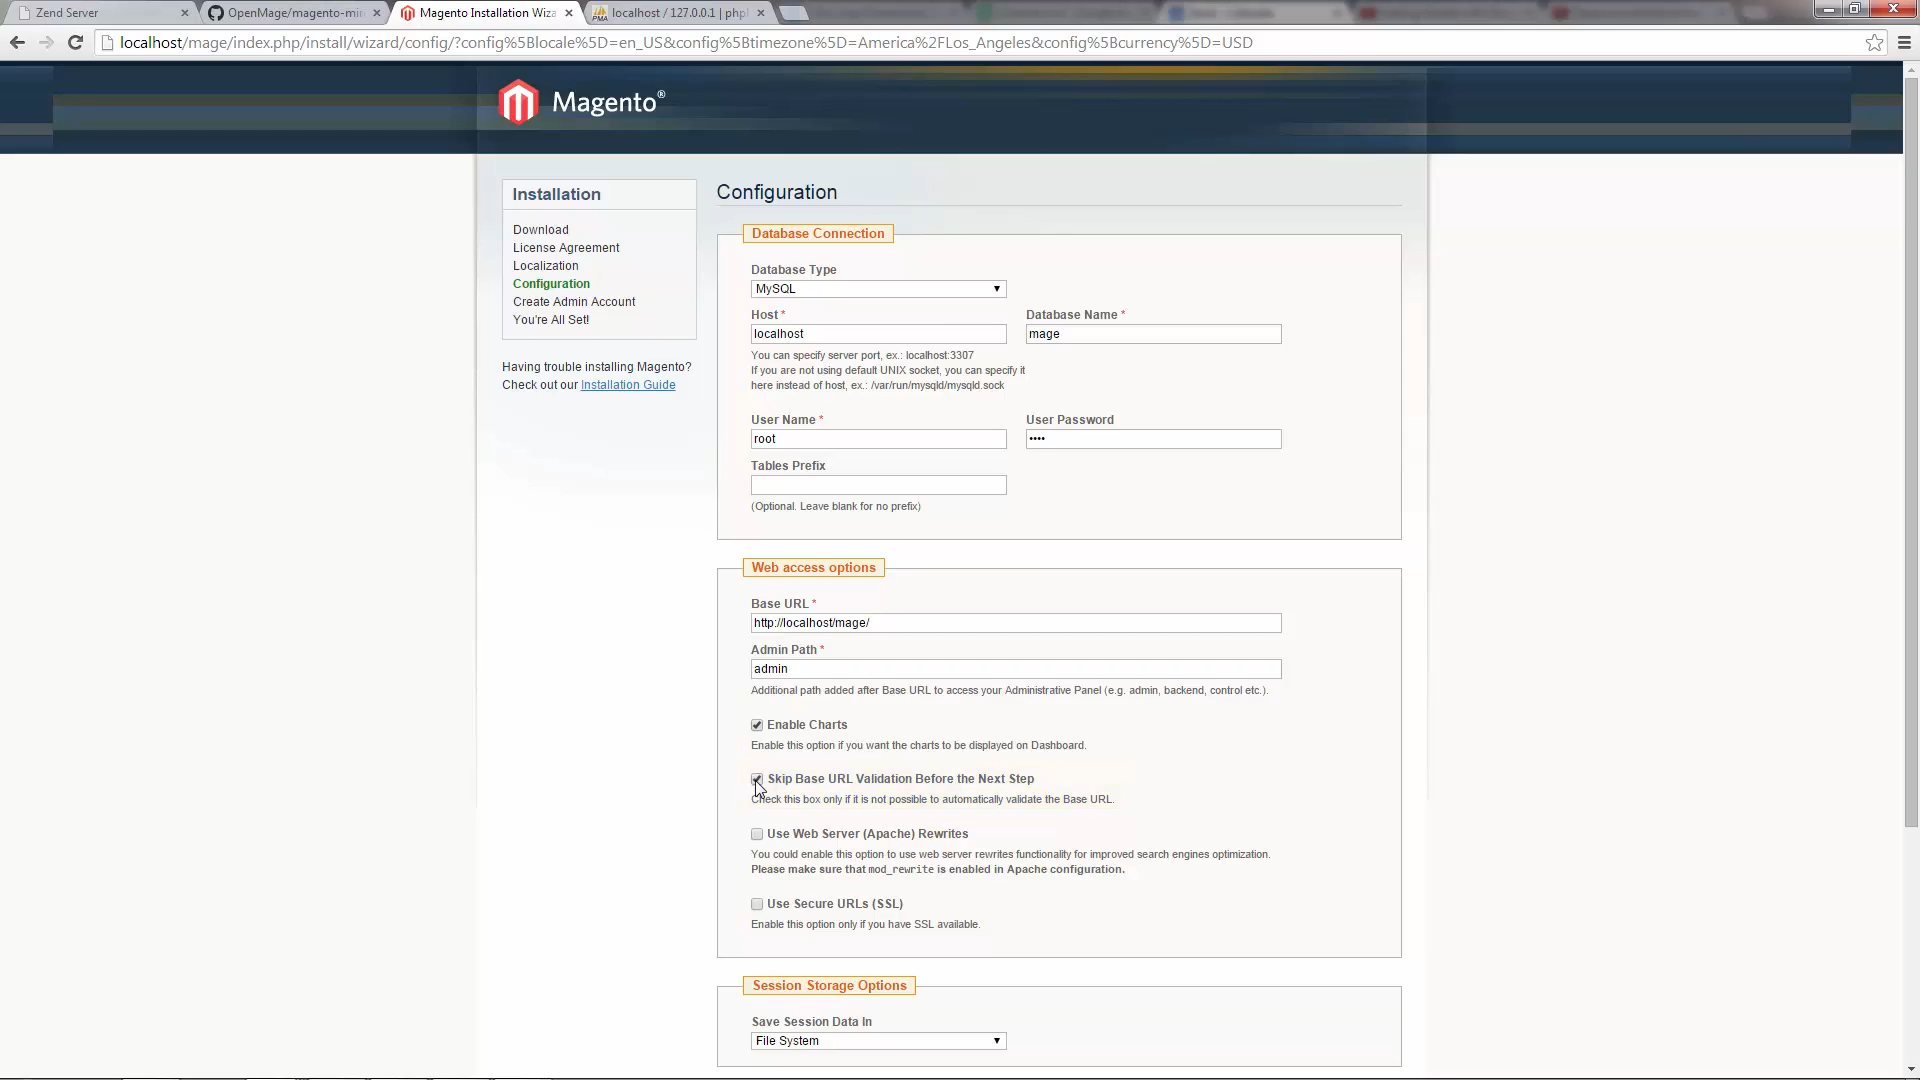 Zend Server
OpenMage/magento-mir
Magento Installation Wiza
localhost / 127.0.0.1 | phpl
localhost/mage/index.php/install/wizard/config/?config%5Blocale%5D=en_US&config%5Btimezone%5D=America%2FLos_Angeles&config%5Bcurrency%5D=USD
Magento®
Installation
Download
License Agreement
Localization
Configuration
Create Admin Account
You're All Set!
Having trouble installing Magento?
Check out our Installation Guide
Configuration
Database Connection
Database Type
MySQL
Host *
Database Name *
localhost
mage
You can specify server port, ex.: localhost:3307
If you are not using default UNIX socket, you can specify it
here instead of host, ex.: /var/run/mysqld/mysqld.sock
User Name *
User Password
root
••••
Tables Prefix
(Optional. Leave blank for no prefix)
Web access options
Base URL *
http://localhost/mage/
Admin Path *
admin
Additional path added after Base URL to access your Administrative Panel (e.g. admin, backend, control etc.).
Enable Charts
Enable this option if you want the charts to be displayed on Dashboard.
Skip Base URL Validation Before the Next Step
Check this box only if it is not possible to automatically validate the Base URL.
Use Web Server (Apache) Rewrites
You could enable this option to use web server rewrites functionality for improved search engines optimization.
Please make sure that mod_rewrite is enabled in Apache configuration.
Use Secure URLs (SSL)
Enable this option only if you have SSL available.
Session Storage Options
Save Session Data In
File System